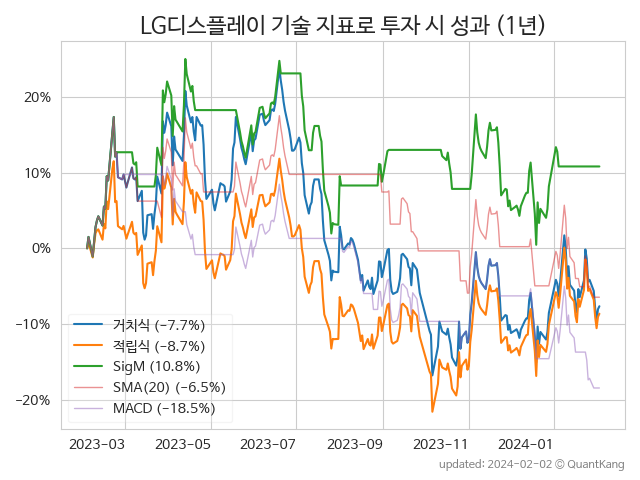 LG디스플레이 기술 지표로 투자 시 성과 (1년)
20%
10%
0%
−10%
−20%
거치식 (−7.7%)
적립식 (−8.7%)
SigM (10.8%)
SMA(20) (−6.5%)
MACD (−18.5%)
2023-03 2023-05 2023-07 2023-09 2023-11 2024-01
updated: 2024-02-02 © QuantKang